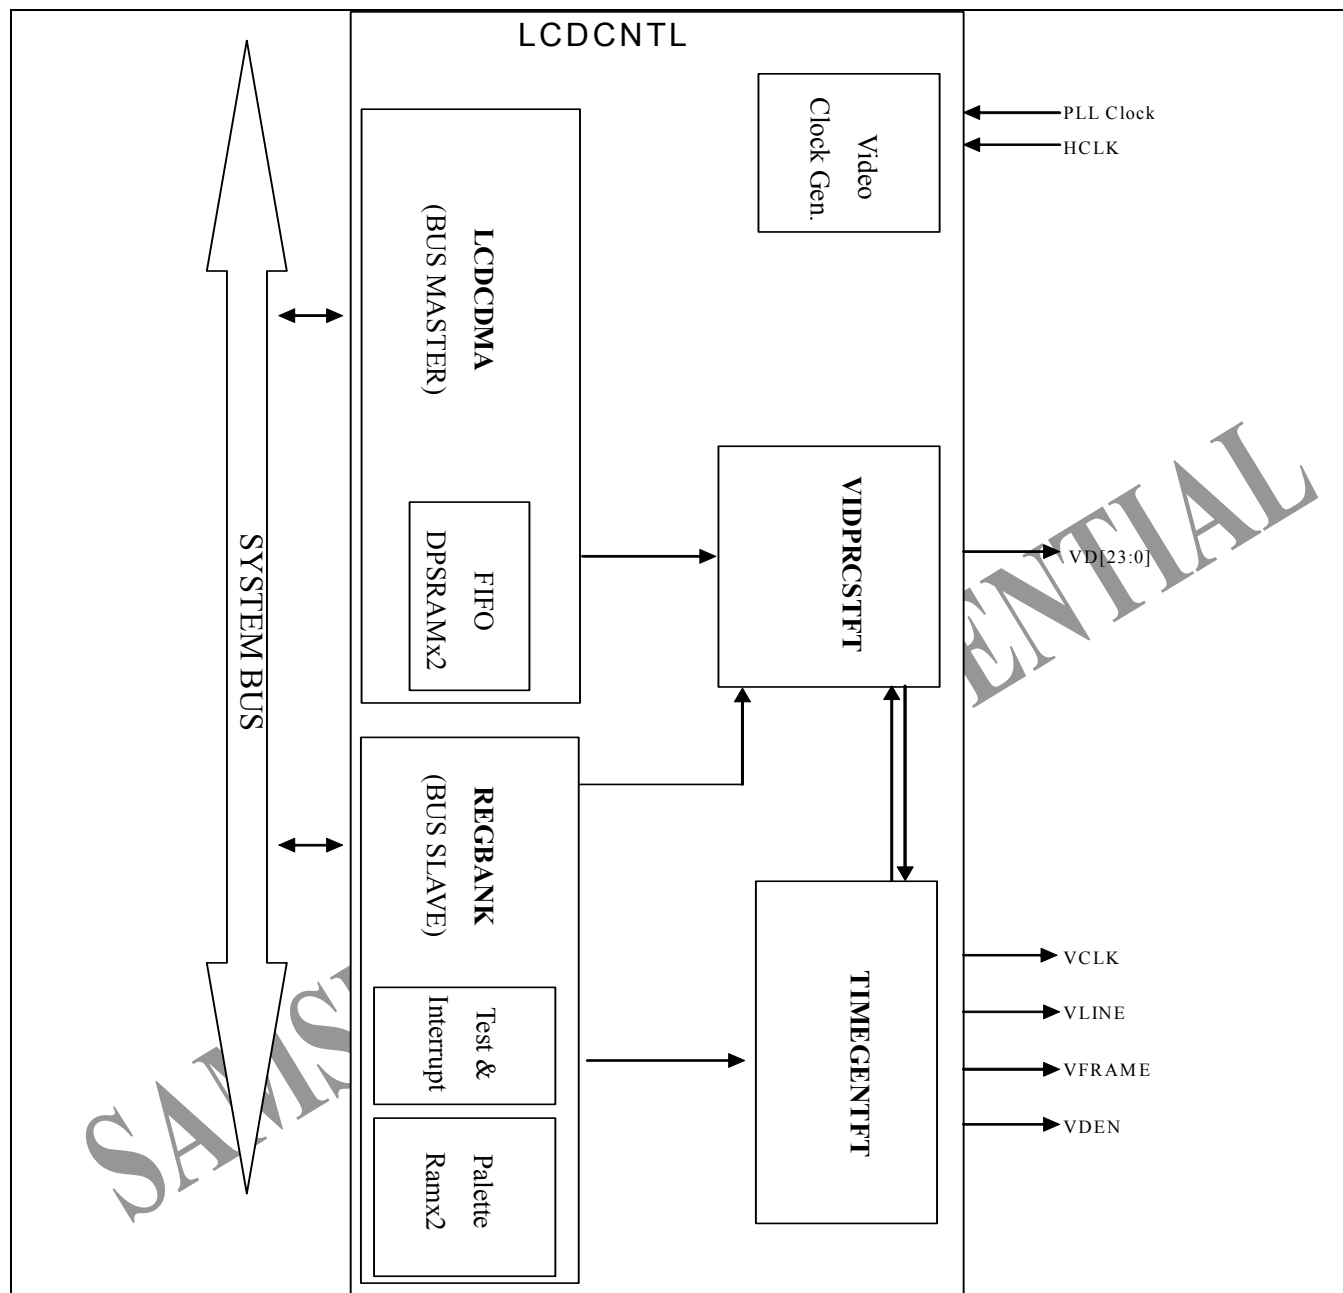 LCDCNTL
Video
Clock Gen.
PLL Clock
HCLK
LCDCDMA
(BUS MASTER)
FIFO
DPSRAMx2
SYSTEM BUS
VIDPRCSTFT
VD[23:0]
REGBANK
(BUS SLAVE)
Test &
Interrupt
Palette
Ramx2
TIMEGENTFT
VCLK
VLINE
VFRAME
VDEN